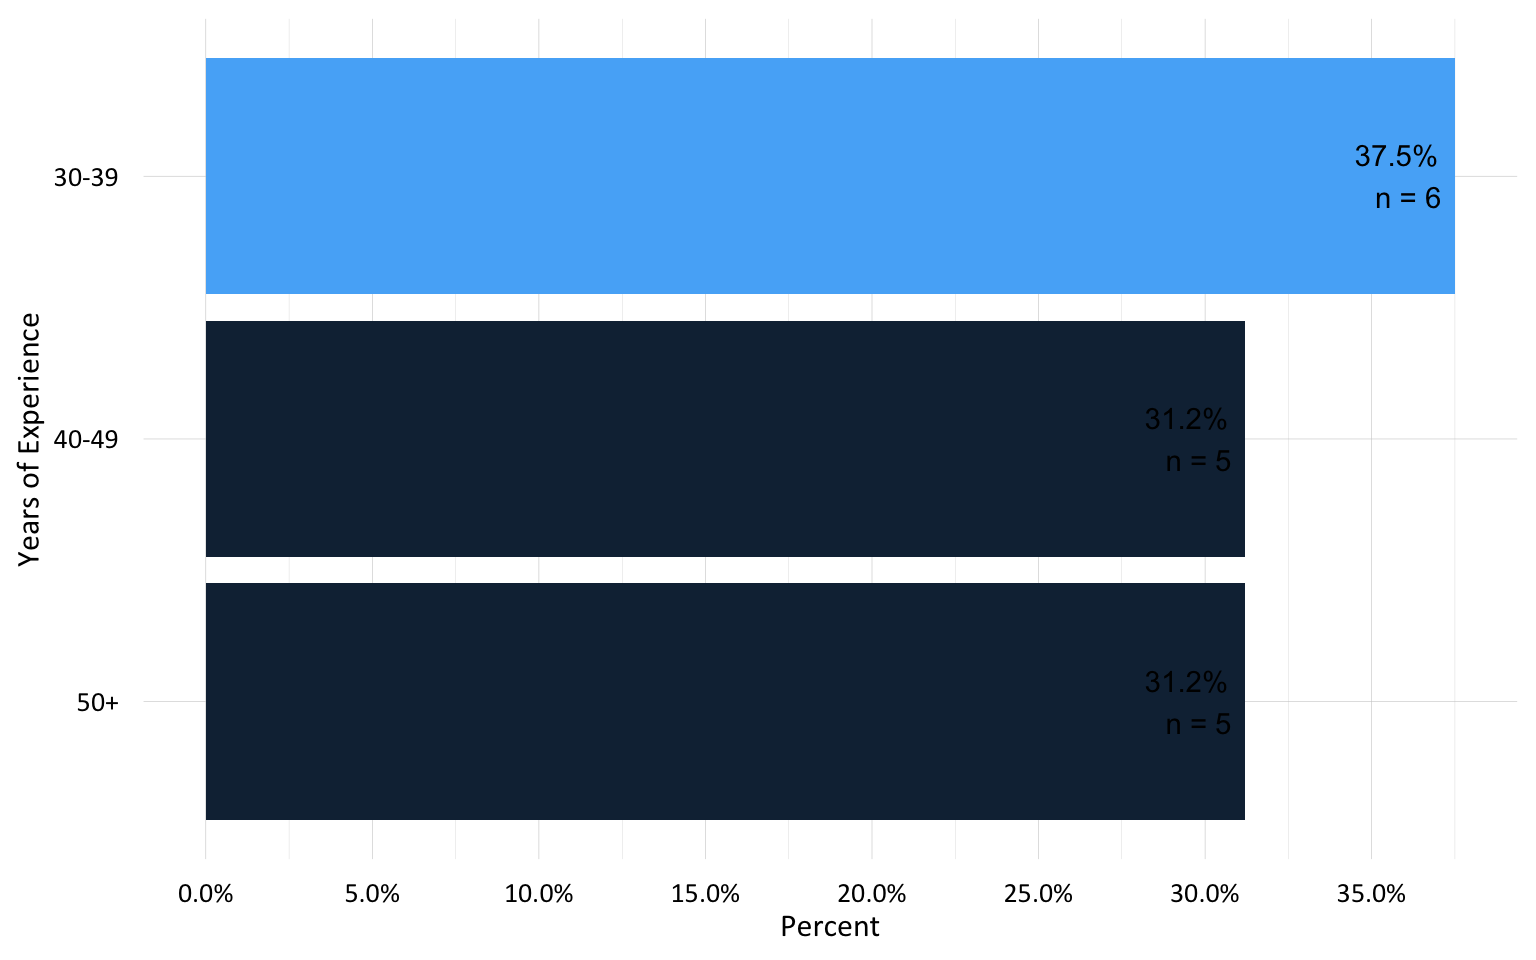 30-39
37.5%
n = 6
Years of Experience
40-49
31.2%
n = 5
50+
31.2%
n = 5
0.0% 5.0% 10.0% 15.0% 20.0% 25.0% 30.0% 35.0%
Percent